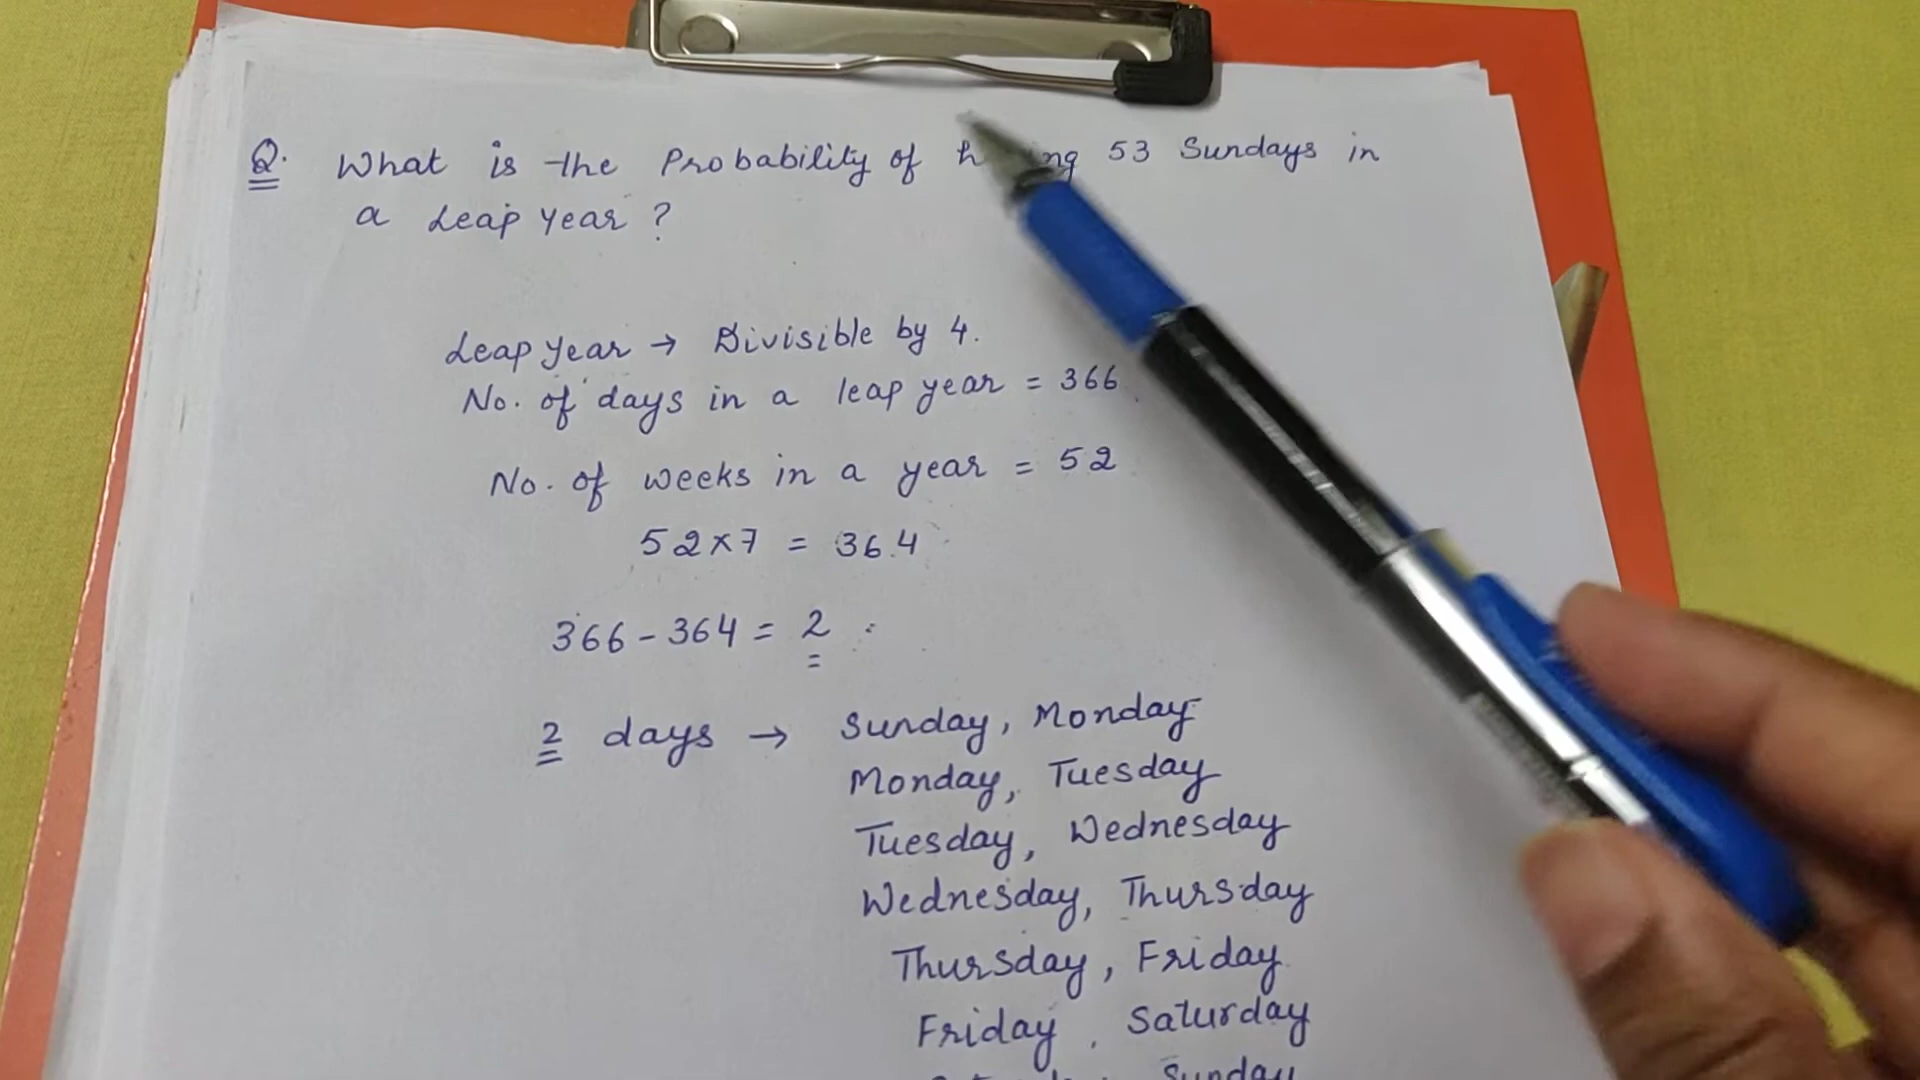 Q. What is the Probability of 53 Sundays in
a Leap Year ?
Leap Year → Divisible by 4.
No. of days in a leap year = 366
No. of weeks in a year = 52
52 × 7 = 364
366 - 364 = 2
2 days → Sunday, Monday
Monday, Tuesday
Tuesday, Wednesday
Wednesday, Thursday
Thursday, Friday
Friday, Saturday
Sunday